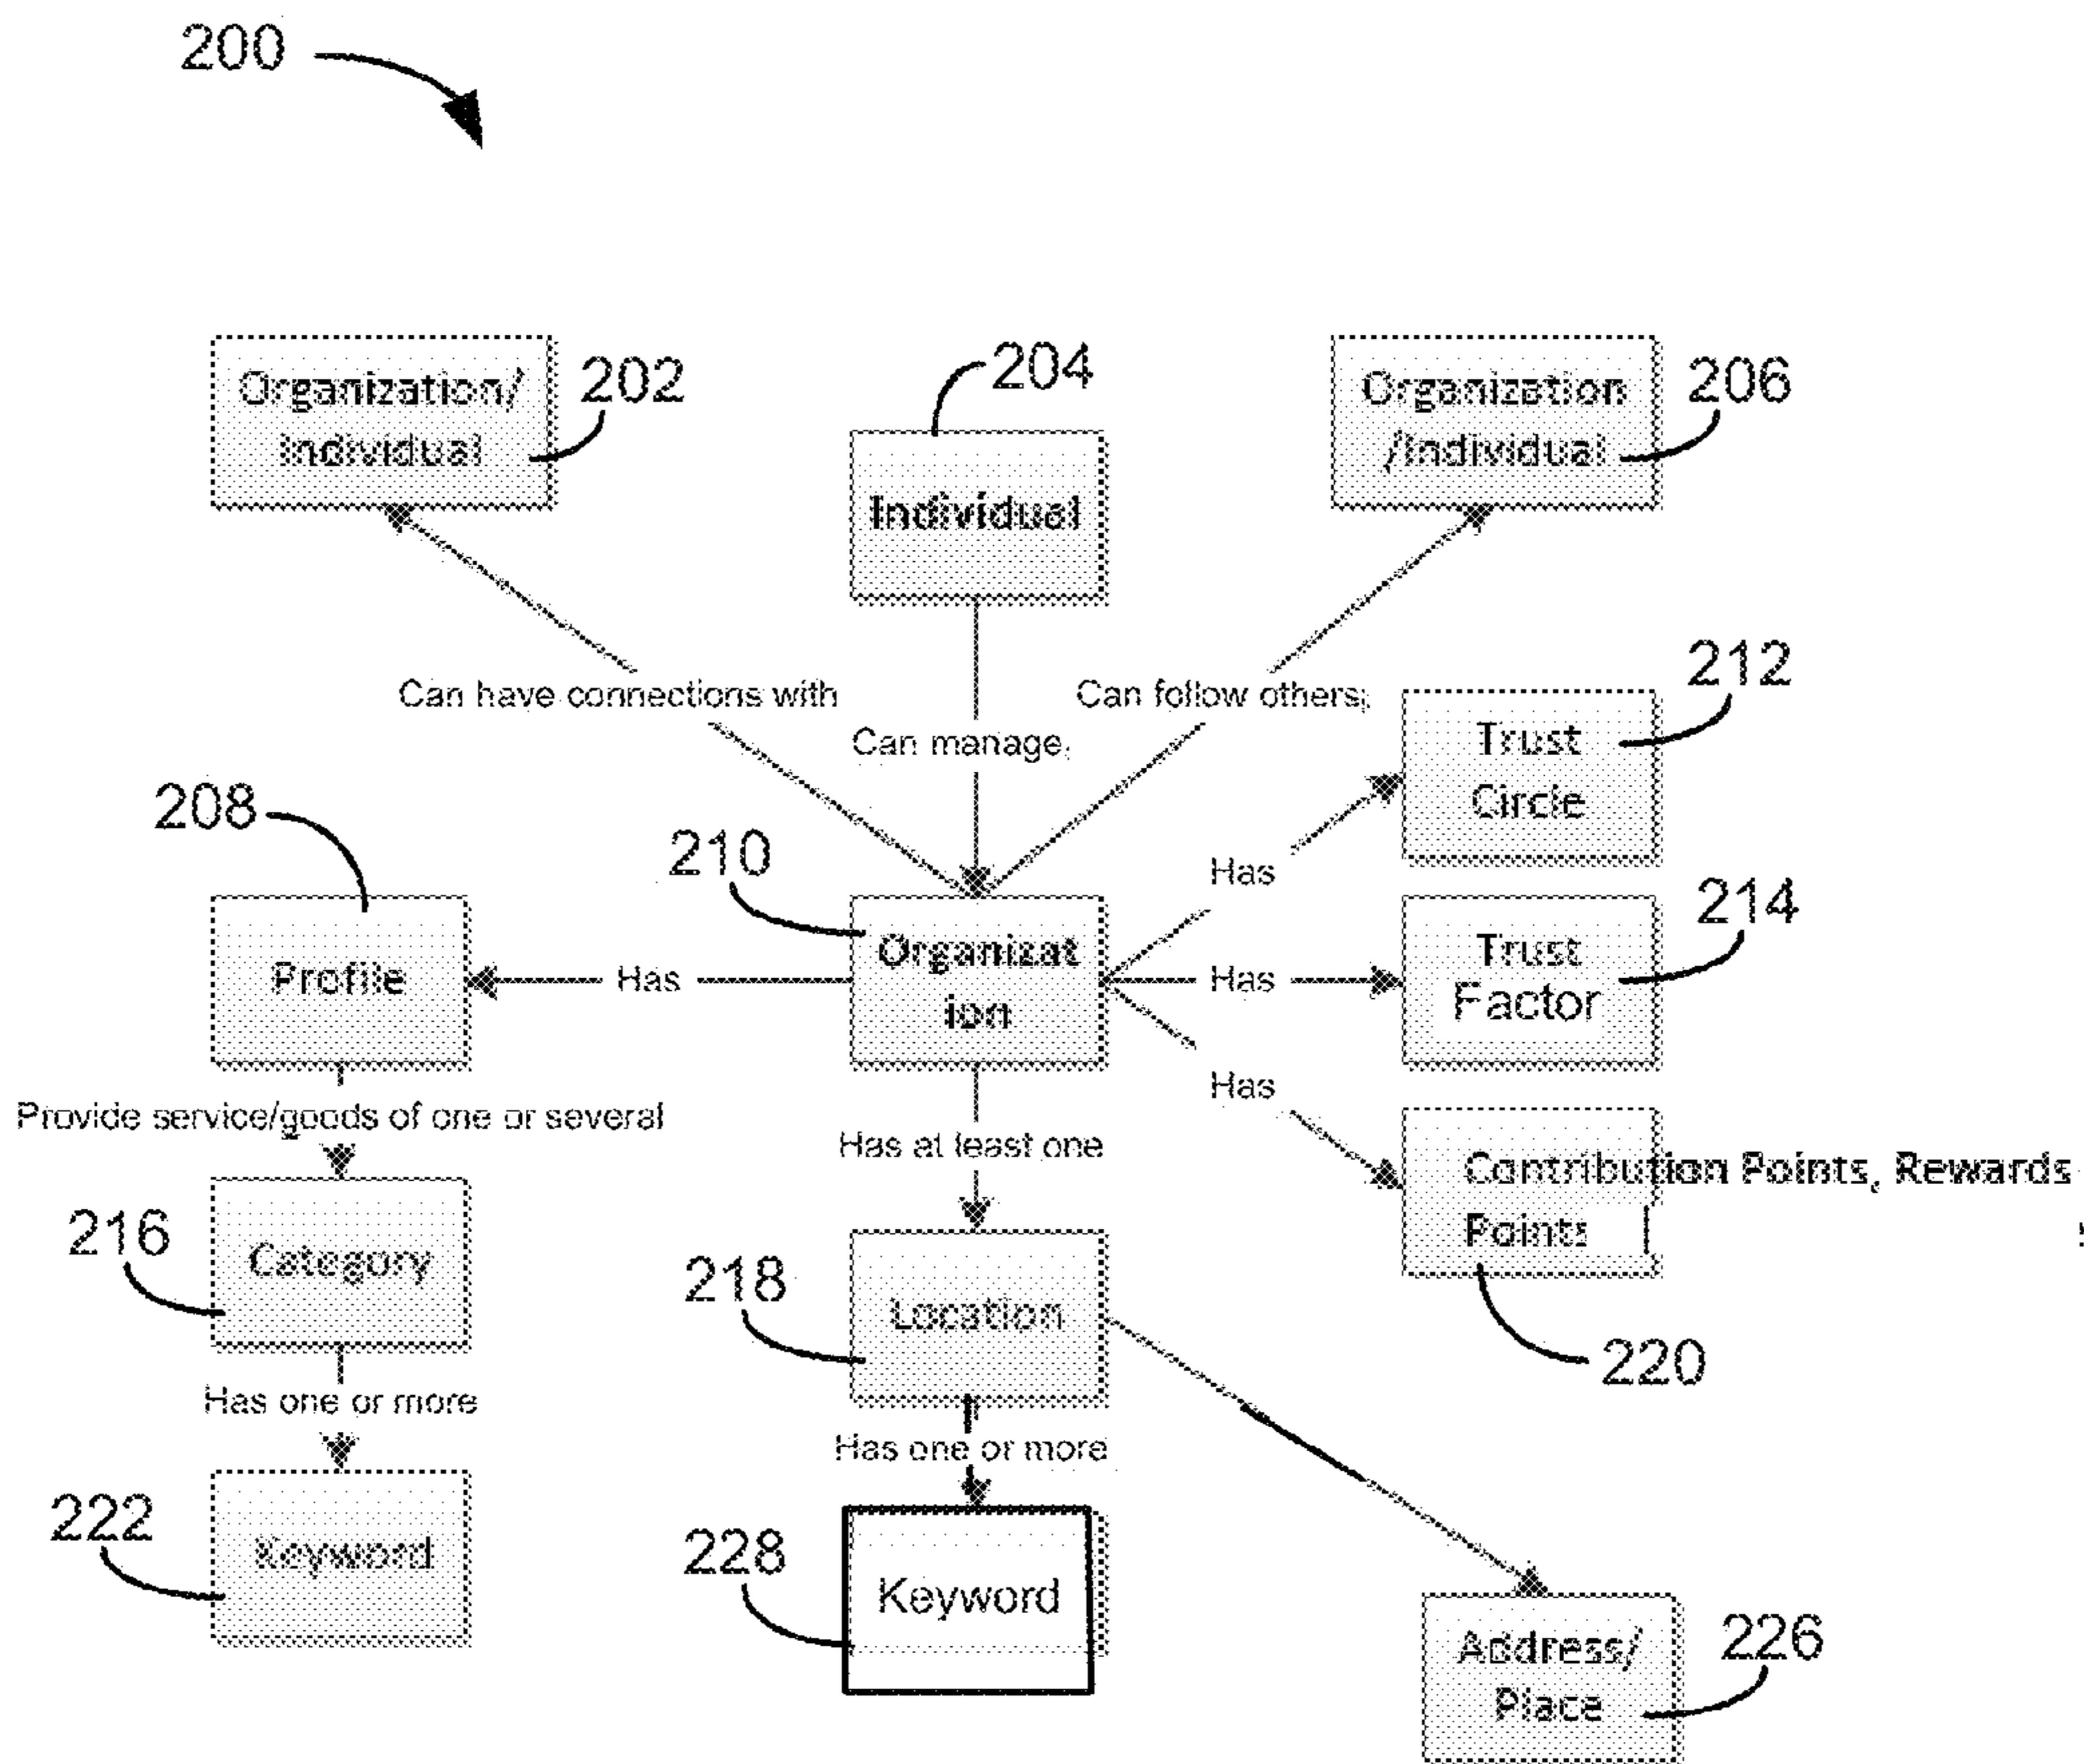 200
Organization/
Individual
202
204
Individual
Organization
/Individual
206
Can have connections with
Can manage,
Can follow others,
212
Trust
Circle
208
Profile
Has
210
Organizat
ion
Has
Has
214
Trust
Factor
Has
Provide service/goods of one or several
Has at least one
Contribution Points, Rewards
Points
220
216
Category
218
Location
Has one or more
Has one or more
222
Keyword
228
Keyword
Address/
Place
226